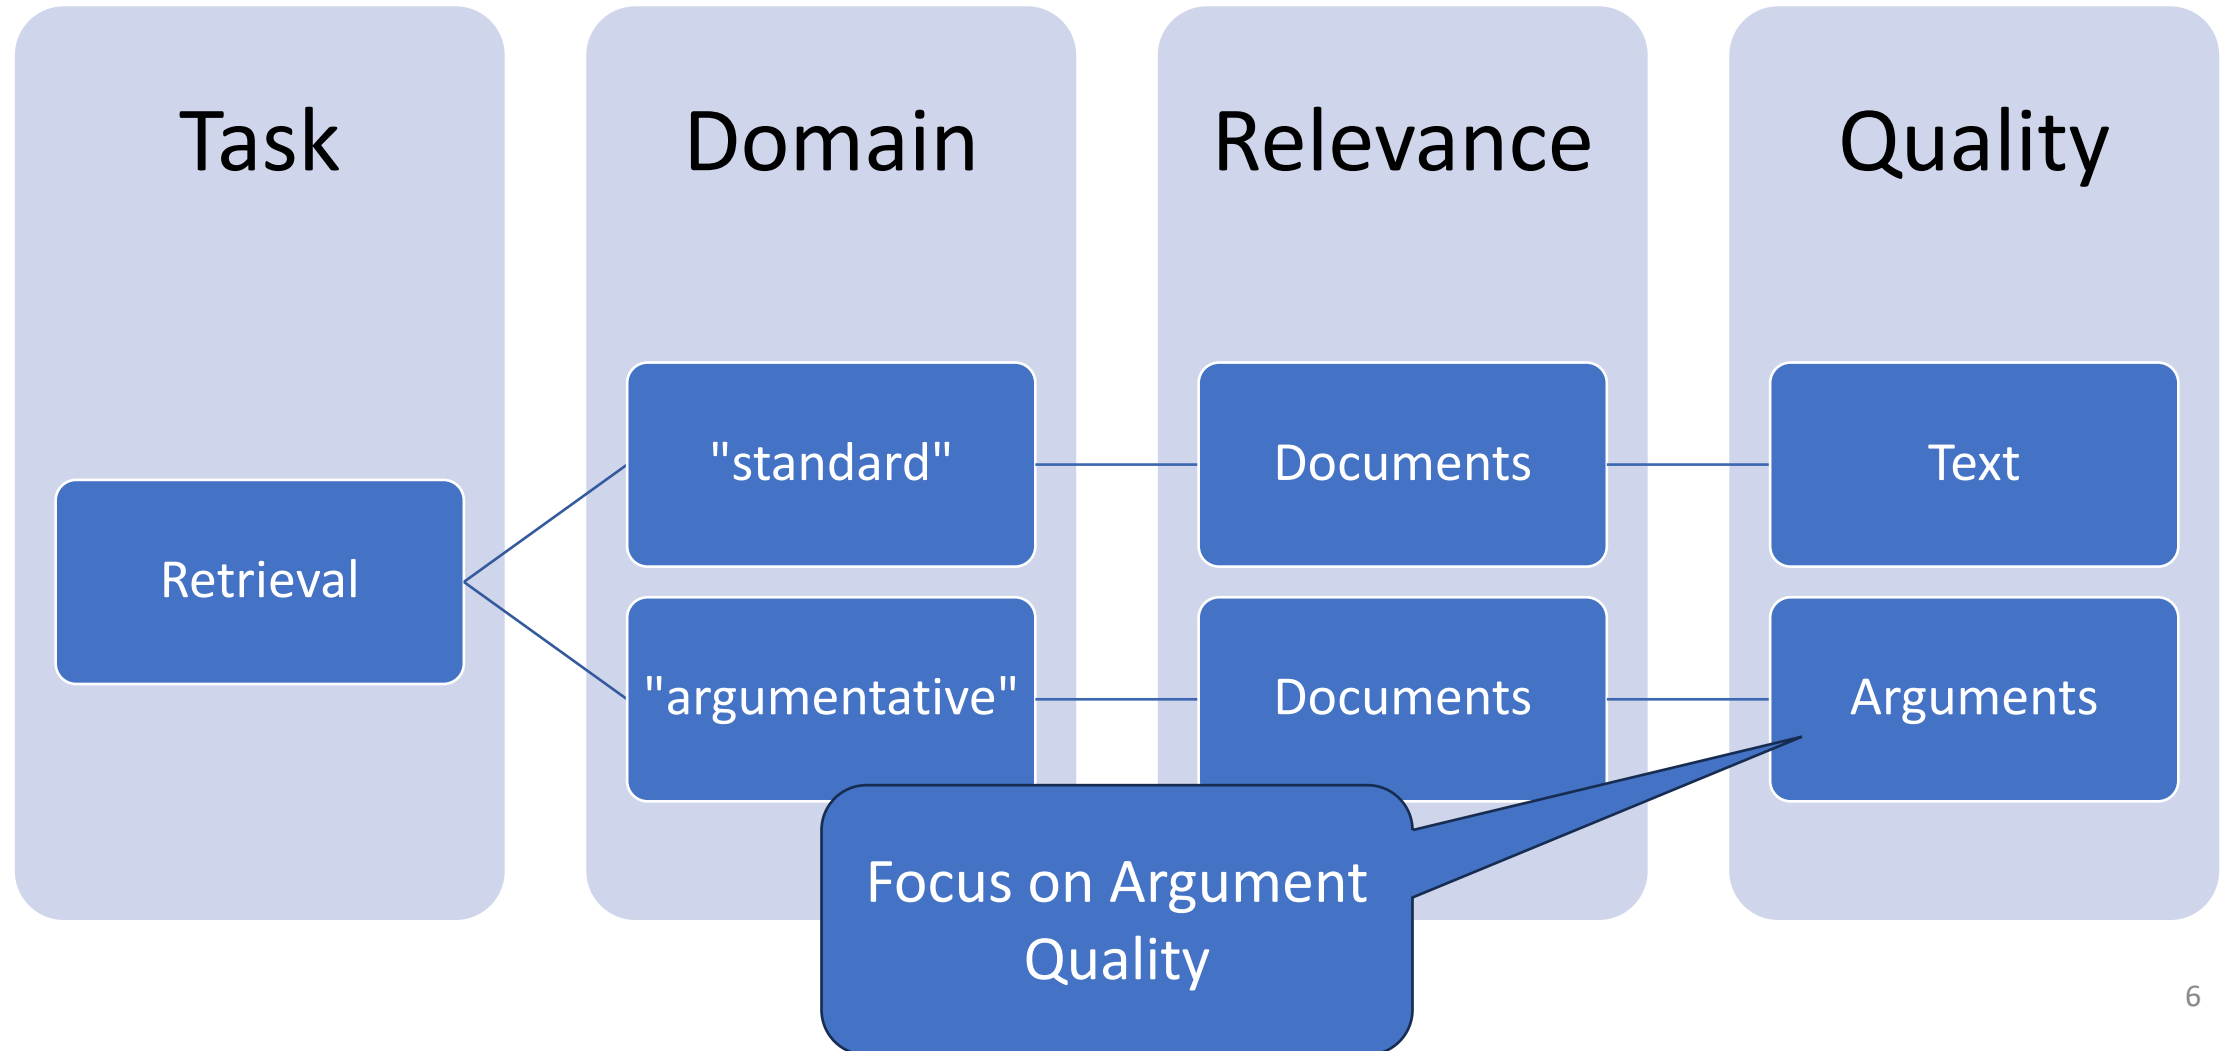 Task
Domain
Relevance
Quality
"standard"
Documents
Text
Retrieval
"argumentative"
Documents
Arguments
Focus on Argument
Quality
6